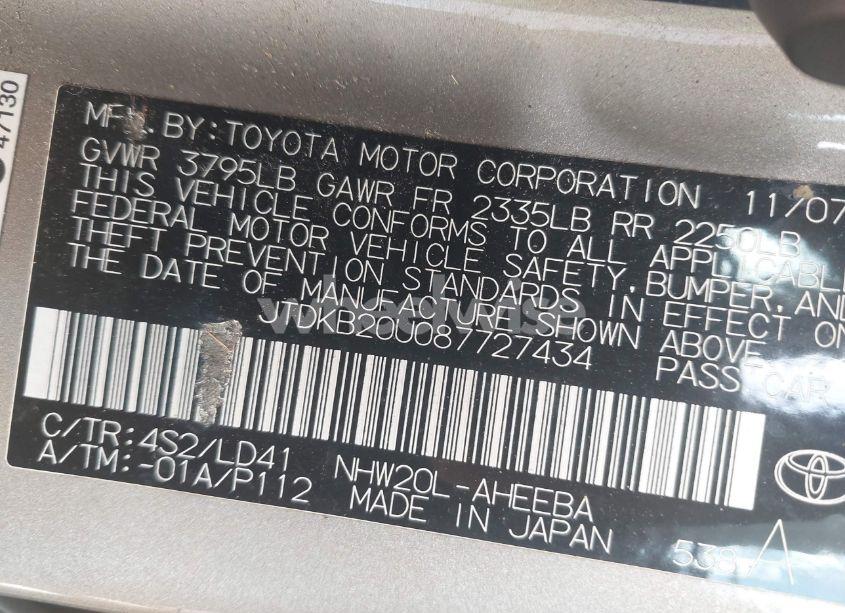 47130
MFD.BY:TOYOTA MOTOR CORPORATION 11/07
GVWR 3795LB GAWR FR 2335LB RR 2250LB
THIS VEHICLE CONFORMS TO ALL APPLICABLE
FEDERAL MOTOR VEHICLE SAFETY,BUMPER,AND
THEFT PREVENTION STANDARDS IN EFFECT ON
THE DATE OF MANUFACTURE SHOWN ABOVE.
JTDKB20U087727434 PASS.CAR
C/TR:4S2/LD41 NHW20L-AHEEBA
A/TM:-01A/P112 MADE IN JAPAN
A